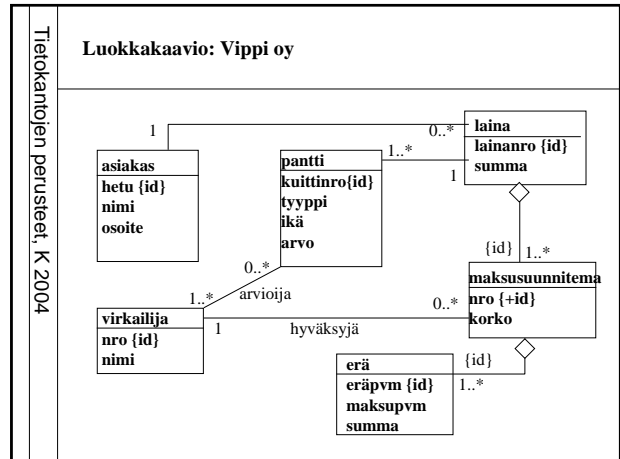 Tietokantojen perusteet, K 2004
Luokkakaavio: Vippi oy
1
0..*
laina
lainanro {id}
summa
1..*
1
asiakas
hetu {id}
nimi
osoite
pantti
kuittinro{id}
tyyppi
ikä
arvo
0..*
1..*
arvioija
{id}
1..*
maksusuunnitema
nro {+id}
korko
virkailija
nro {id}
nimi
1
hyväksyjä
0..*
erä
eräpvm {id}
maksupvm
summa
{id}
1..*